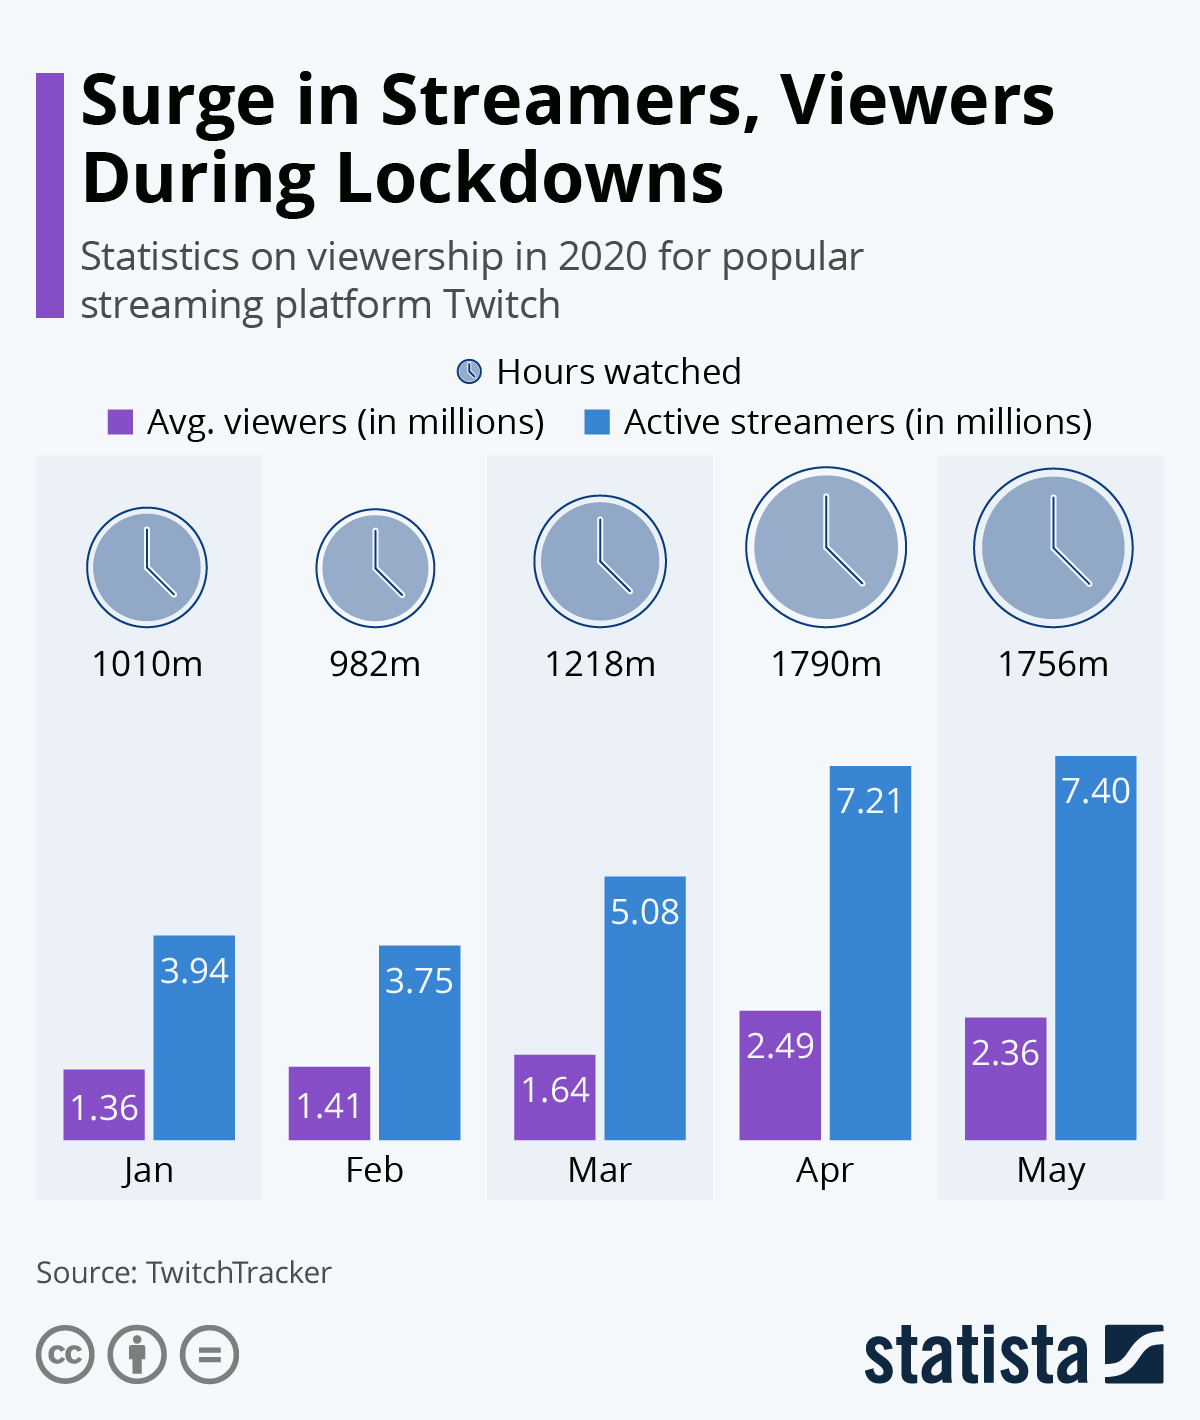 Surge in Streamers, Viewers
During Lockdowns
Statistics on viewership in 2020 for popular
streaming platform Twitch
Hours watched
Avg. viewers (in millions) Active streamers (in millions)
1010m 982m 1218m 1790m 1756m
1.36 3.94 1.41 3.75 1.64 5.08 2.49 7.21 2.36 7.40
Jan Feb Mar Apr May
Source: TwitchTracker
cc statista